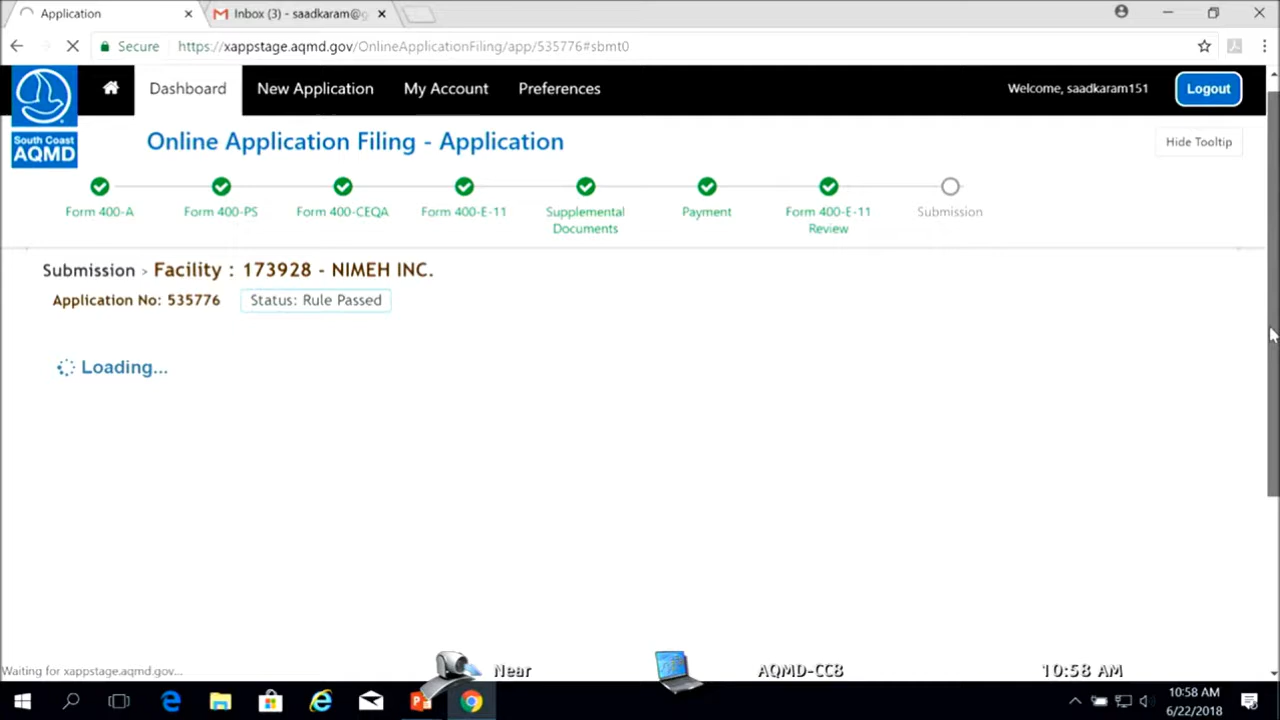 Application
Inbox (3) - saadkaram@g
Secure
https://xappstage.aqmd.gov/OnlineApplicationFiling/app/535776#sbmt0
Dashboard
New Application
My Account
Preferences
Welcome, saadkaram151
Logout
South Coast
AQMD
Online Application Filing - Application
Hide Tooltip
Form 400-A
Form 400-PS
Form 400-CEQA
Form 400-E-11
Supplemental
Documents
Payment
Form 400-E-11
Review
Submission
Submission > Facility : 173928 - NIMEH INC.
Application No: 535776
Status: Rule Passed
Loading...
Waiting for xappstage.aqmd.gov...
Near
AQMD-CC8
10:58 AM
10:58 AM
6/22/2018